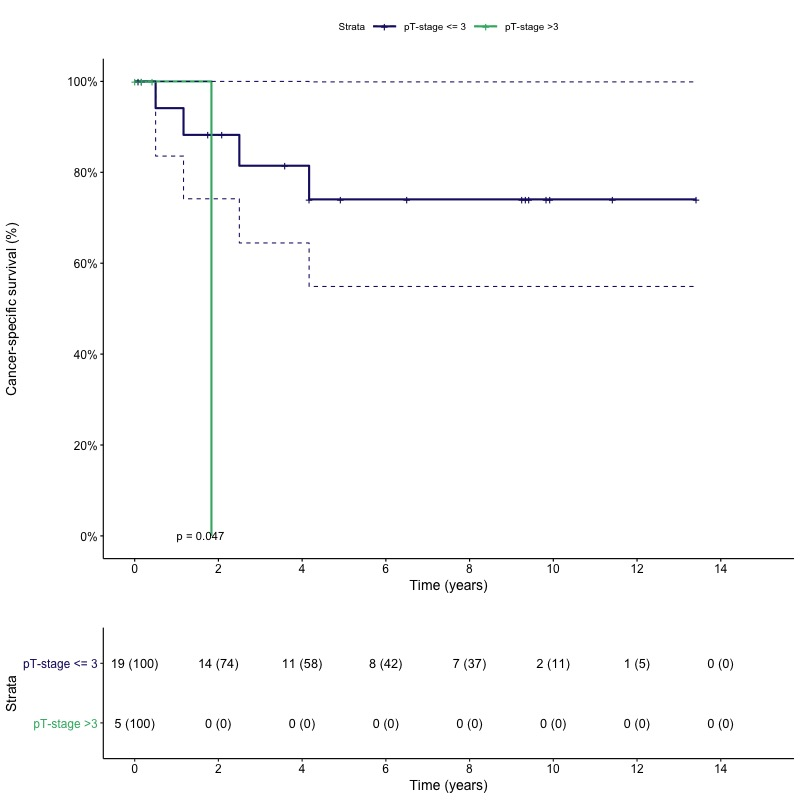 Strata pT-stage <= 3 pT-stage >3
Cancer-specific survival (%)
100%
80%
60%
40%
20%
0%
p = 0.047
0 2 4 6 8 10 12 14
Time (years)
Strata
pT-stage <= 3 19 (100) 14 (74) 11 (58) 8 (42) 7 (37) 2 (11) 1 (5) 0 (0)
pT-stage >3 5 (100) 0 (0) 0 (0) 0 (0) 0 (0) 0 (0) 0 (0) 0 (0)
0 2 4 6 8 10 12 14
Time (years)